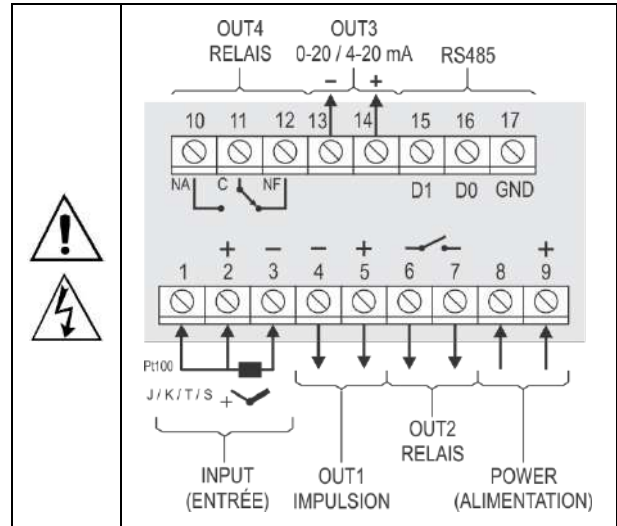 OUT4 OUT3
RELAIS 0-20 / 4-20 mA RS485
− +
10 11 12 13 14 15 16 17
NA C NF D1 D0 GND
+ − − + +
1 2 3 4 5 6 7 8 9
Pt100
J / K / T / S +
OUT2
RELAIS
INPUT OUT1 POWER
(ENTRÉE) IMPULSION (ALIMENTATION)